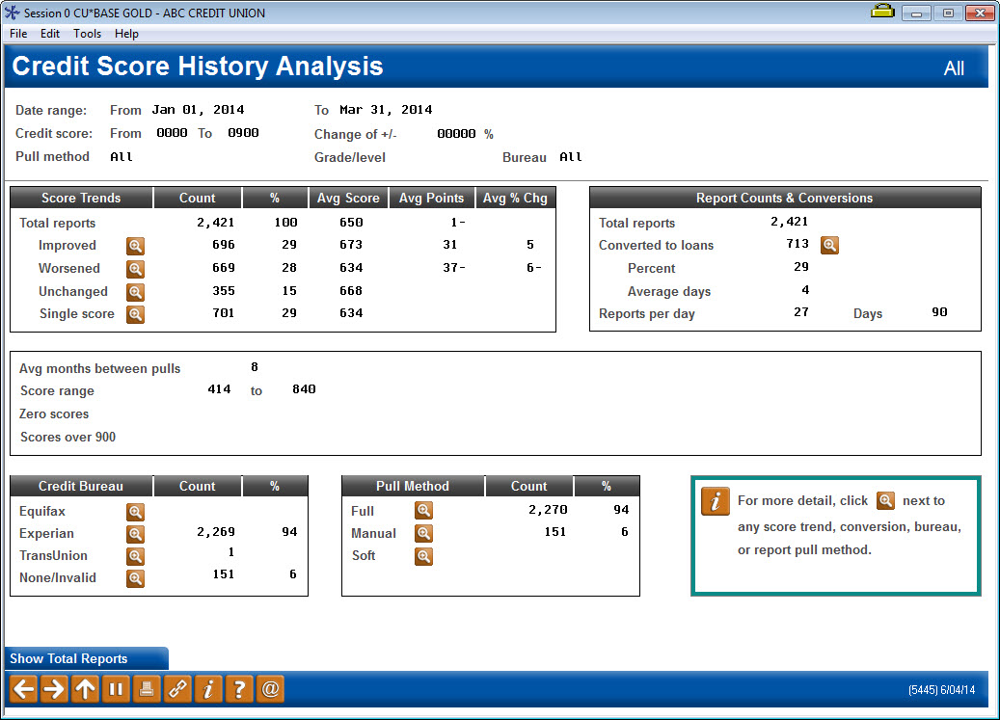 Session 0 CU*BASE GOLD - ABC CREDIT UNION
File Edit Tools Help
Credit Score History Analysis All
Date range: From Jan 01, 2014 To Mar 31, 2014
Credit score: From 0000 To 0900 Change of +/- 00000 %
Pull method All Grade/level Bureau All
Score Trends Count % Avg Score Avg Points Avg % Chg
Total reports 2,421 100 650 1-
Improved 696 29 673 31 5
Worsened 669 28 634 37- 6-
Unchanged 355 15 668
Single score 701 29 634
Report Counts & Conversions
Total reports 2,421
Converted to loans 713
Percent 29
Average days 4
Reports per day 27 Days 90
Avg months between pulls 8
Score range 414 to 840
Zero scores
Scores over 900
Credit Bureau Count %
Equifax
Experian 2,269 94
TransUnion 1
None/Invalid 151 6
Pull Method Count %
Full 2,270 94
Manual 151 6
Soft
i For more detail, click next to
any score trend, conversion, bureau,
or report pull method.
Show Total Reports
i ? @ (5445) 6/04/14